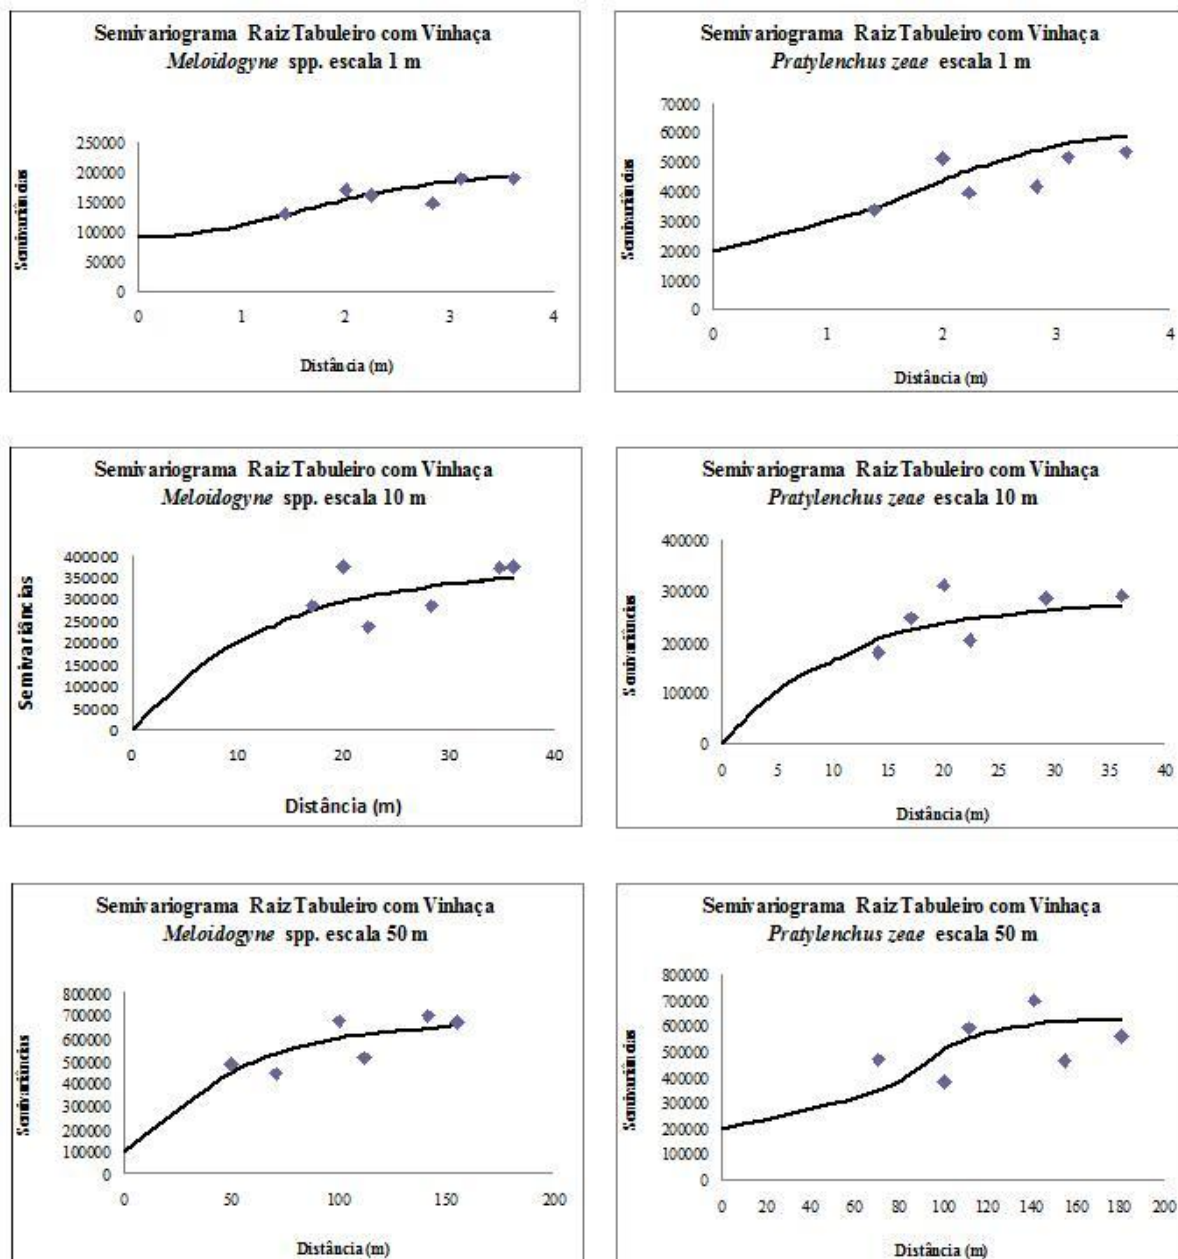 Semivariograma Raiz Tabuleiro com Vinhaça
Meloidogyne spp. escala 1 m
Semivariâncias
250000
200000
150000
100000
50000
0
0 1 2 3 4
Distância (m)
Semivariograma Raiz Tabuleiro com Vinhaça
Pratylenchus zeae escala 1 m
Semivariâncias
70000
60000
50000
40000
30000
20000
10000
0
0 1 2 3 4
Distância (m)
Semivariograma Raiz Tabuleiro com Vinhaça
Meloidogyne spp. escala 10 m
Semivariâncias
400000
350000
300000
250000
200000
150000
100000
50000
0
0 10 20 30 40
Distância (m)
Semivariograma Raiz Tabuleiro com Vinhaça
Pratylenchus zeae escala 10 m
Semivariâncias
400000
300000
200000
100000
0
0 5 10 15 20 25 30 35 40
Distância (m)
Semivariograma Raiz Tabuleiro com Vinhaça
Meloidogyne spp. escala 50 m
Semivariâncias
800000
700000
600000
500000
400000
300000
200000
100000
0
0 50 100 150 200
Distância (m)
Semivariograma Raiz Tabuleiro com Vinhaça
Pratylenchus zeae escala 50 m
Semivariâncias
800000
700000
600000
500000
400000
300000
200000
100000
0
0 20 40 60 80 100 120 140 160 180 200
Distância (m)